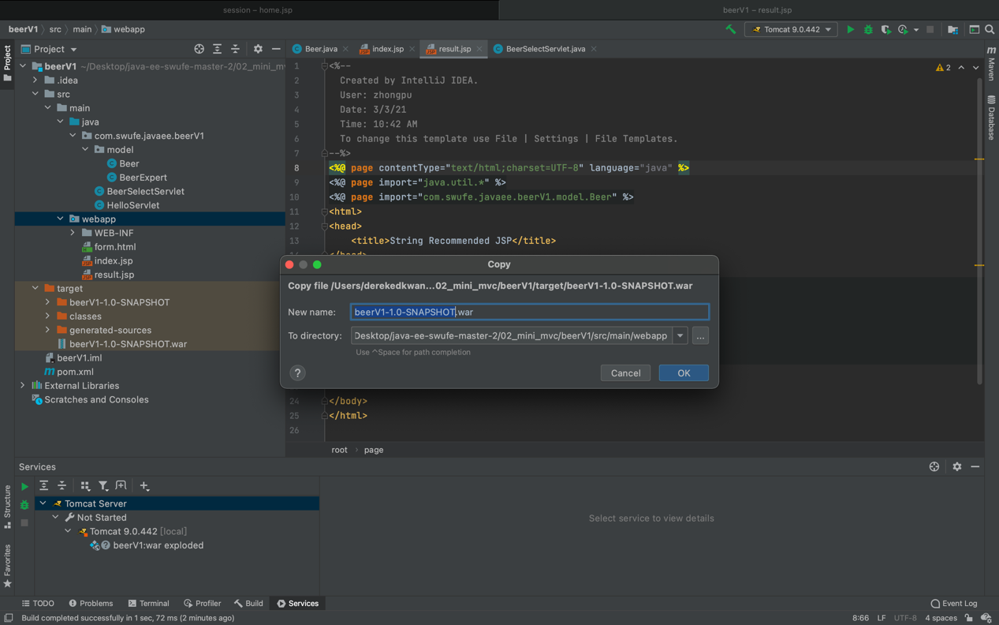 session – home.jsp
beerV1 – result.jsp
beerV1
src
main
webapp
Tomcat 9.0.442
Project
Beer.java
index.jsp
result.jsp
BeerSelectServlet.java
Project
Structure
Favorites
Maven
Database
beerV1 ~/Desktop/java-ee-swufe-master-2/02_mini_mv
.idea
src
main
java
com.swufe.javaee.beerV1
model
Beer
BeerExpert
BeerSelectServlet
HelloServlet
webapp
WEB-INF
form.html
index.jsp
result.jsp
target
beerV1-1.0-SNAPSHOT
classes
generated-sources
beerV1-1.0-SNAPSHOT.war
beerV1.iml
pom.xml
External Libraries
Scratches and Consoles
2
1 <%--
2 Created by IntelliJ IDEA.
3 User: zhongpu
4 Date: 3/3/21
5 Time: 10:42 AM
6 To change this template use File | Settings | File Templates.
7 --%>
8 <%@ page contentType="text/html;charset=UTF-8" language="java" %>
9 <%@ page import="java.util.*" %>
10 <%@ page import="com.swufe.javaee.beerV1.model.Beer" %>
11 <html>
12 <head>
13 <title>String Recommended JSP</title>
</head>
Copy
Copy file /Users/derekedkwan...02_mini_mvc/beerV1/target/beerV1-1.0-SNAPSHOT.war
New name: beerV1-1.0-SNAPSHOT.war
To directory: Desktop/java-ee-swufe-master-2/02_mini_mvc/beerV1/src/main/webapp
...
Use ^Space for path completion
?
Cancel
OK
24 </body>
25 </html>
26
root
page
Services
Tomcat Server
Not Started
Tomcat 9.0.442 [local]
beerV1:war exploded
Select service to view details
TODO
Problems
Terminal
Profiler
Build
Services
Event Log
Build completed successfully in 1 sec, 72 ms (2 minutes ago)
8:66
LF
UTF-8
4 spaces